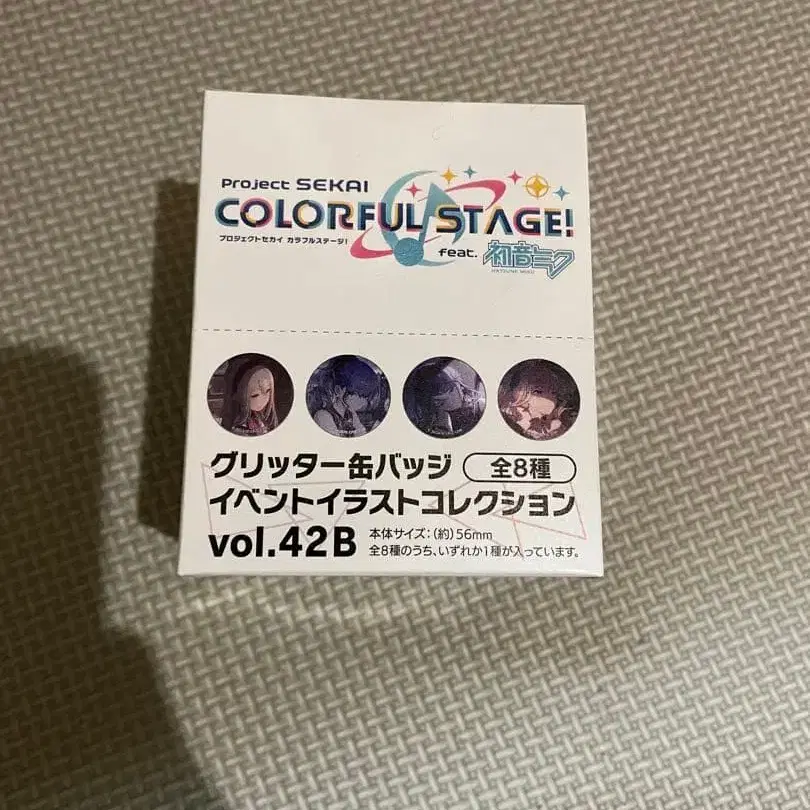 Project SEKAI
COLORFUL STAGE!
プロジェクトセカイ カラフルステージ!
feat. 初音ミク
HATSUNE MIKU
グリッター缶バッジ 全8種
イベントイラストコレクション
vol.42B 本体サイズ:(約)56mm
全8種のうち、いずれか1種が入っています。